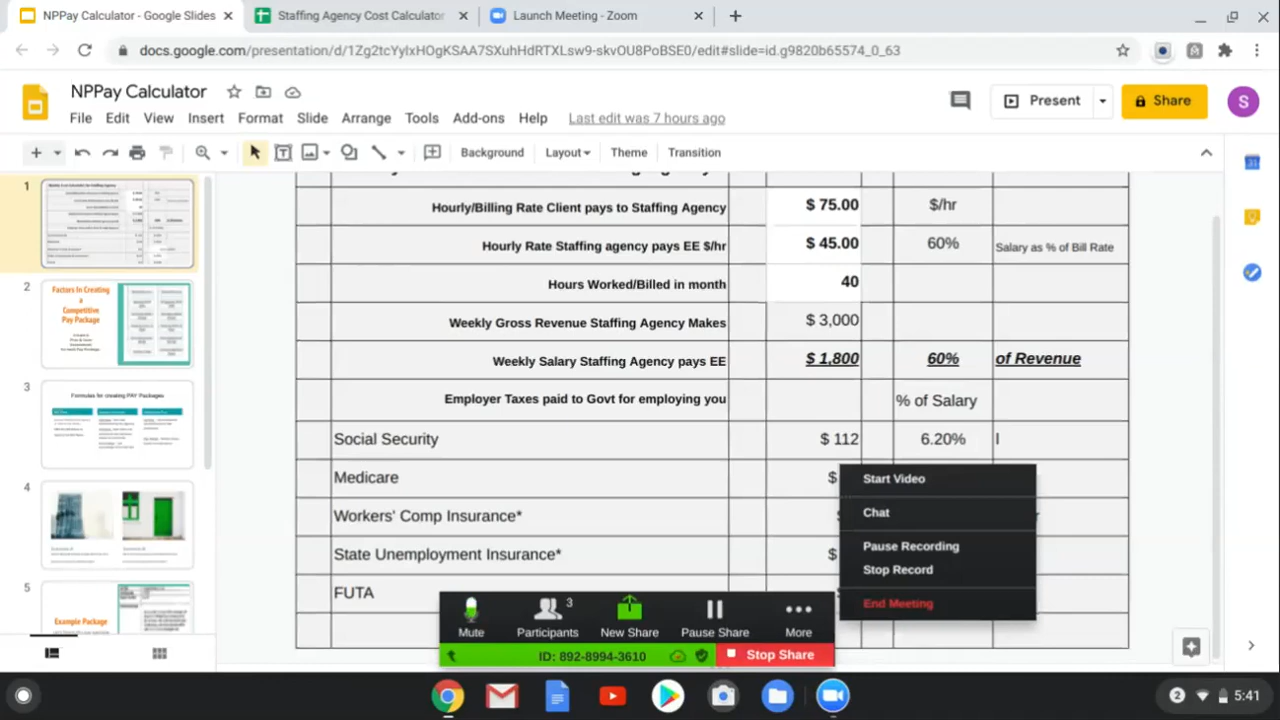 NPPay Calculator - Google Slides
Staffing Agency Cost Calculator
Launch Meeting - Zoom
docs.google.com/presentation/d/1Zg2tcYylxHOgKSAA7SXuhHdRTXLsw9-skvOU8PoBSE0/edit#slide=id.g9820b65574_0_63
NPPay Calculator
File Edit View Insert Format Slide Arrange Tools Add-ons Help Last edit was 7 hours ago
Present
Share
S
Background Layout Theme Transition
1
2
Factors In Creating
a
Competitive
Pay Package
3
Formulas for creating PAY Packages
4
5
Example Package
Hourly/Billing Rate Client pays to Staffing Agency $ 75.00 $/hr
Hourly Rate Staffing agency pays EE $/hr $ 45.00 60% Salary as % of Bill Rate
Hours Worked/Billed in month 40
Weekly Gross Revenue Staffing Agency Makes $ 3,000
Weekly Salary Staffing Agency pays EE $ 1,800 60% of Revenue
Employer Taxes paid to Govt for employing you % of Salary
Social Security $ 112 6.20%
Medicare $
Workers' Comp Insurance*
State Unemployment Insurance* $
FUTA
Start Video
Chat
Pause Recording
Stop Record
End Meeting
3
Mute Participants New Share Pause Share More
ID: 892-8994-3610 Stop Share
31
2 5:41